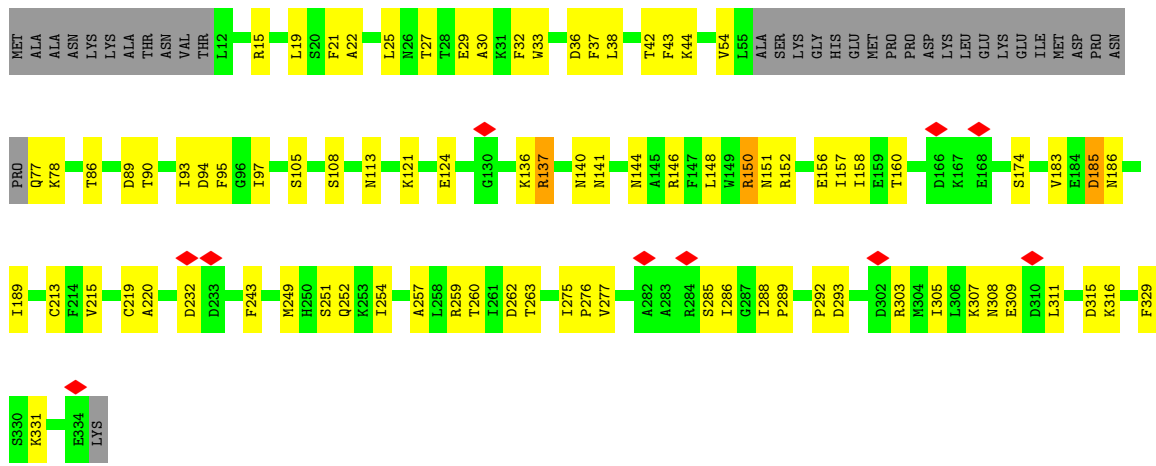 MET ALA ALA ASN LYS LYS ALA THR ASN VAL THR L12 R15 L19 S20 F21 A22 L25 N26 T27 T28 E29 A30 K31 F32 W33 D36 F37 L38 T42 F43 K44 V54 L55 ALA SER LYS GLY HIS GLU MET PRO PRO ASP LYS LEU GLU LYS GLU ILE MET ASP PRO ASN
PRO Q77 K78 T86 D89 T90 I93 D94 F95 G96 I97 S105 S108 N113 K121 E124 G130 K136 R137 N140 N141 N144 A145 R146 F147 L148 W149 R150 N151 R152 E156 I157 I158 E159 T160 D166 K167 E168 S174 V183 E184 D185 N186
I189 C213 F214 V215 C219 A220 D232 D233 F243 M249 H250 S251 Q252 K253 I254 A257 L258 R259 T260 I261 D262 T263 I275 P276 V277 A282 A283 R284 S285 I286 G287 I288 P289 P292 D293 D302 R303 M304 I305 L306 K307 N308 E309 D310 L311 D315 K316 F329
S330 K331 E334 LYS